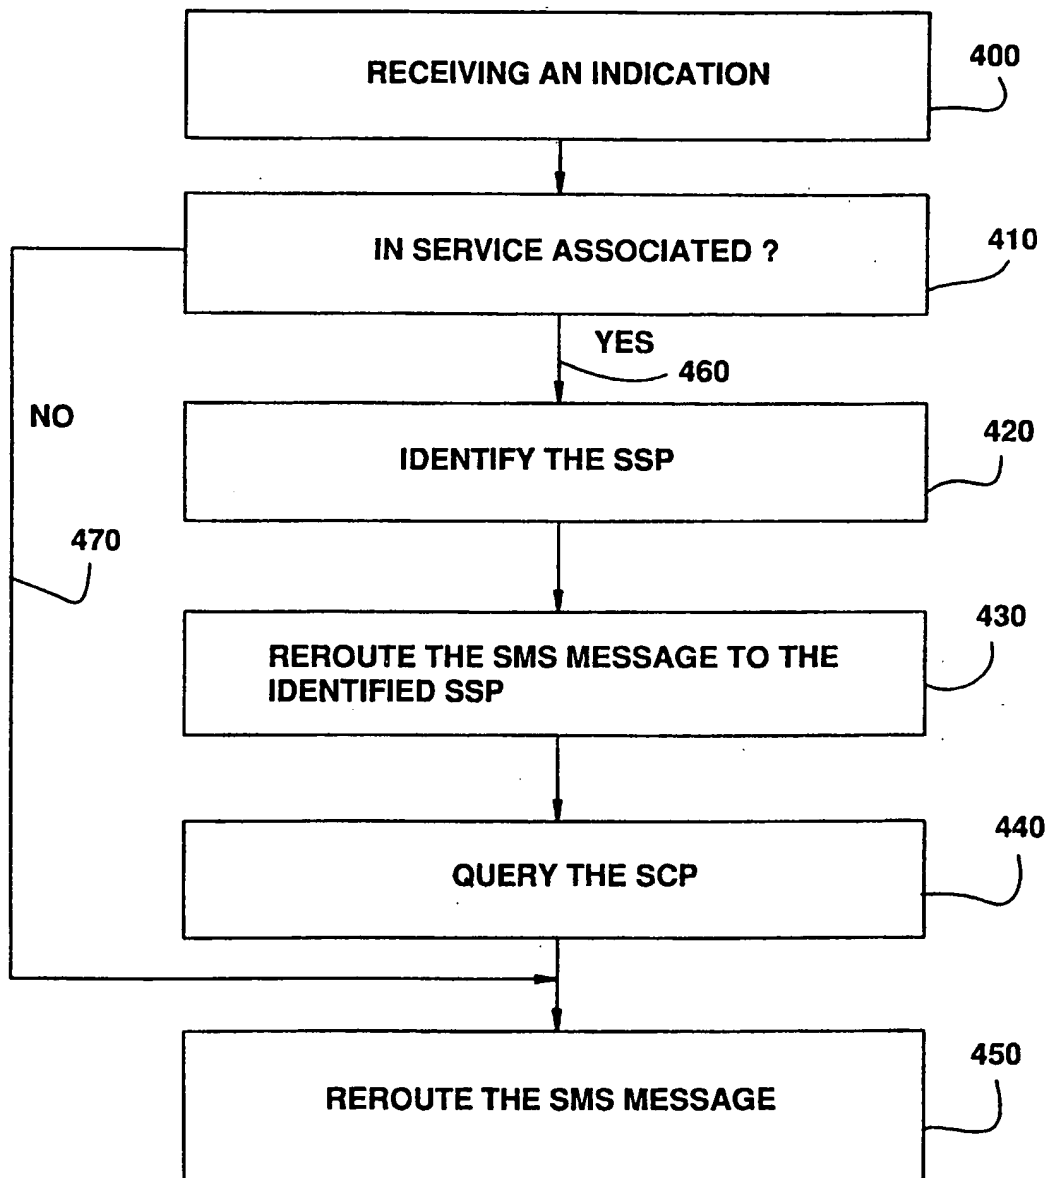 RECEIVING AN INDICATION
400
IN SERVICE ASSOCIATED ?
410
YES
460
NO
IDENTIFY THE SSP
420
470
REROUTE THE SMS MESSAGE TO THE
IDENTIFIED SSP
430
QUERY THE SCP
440
REROUTE THE SMS MESSAGE
450